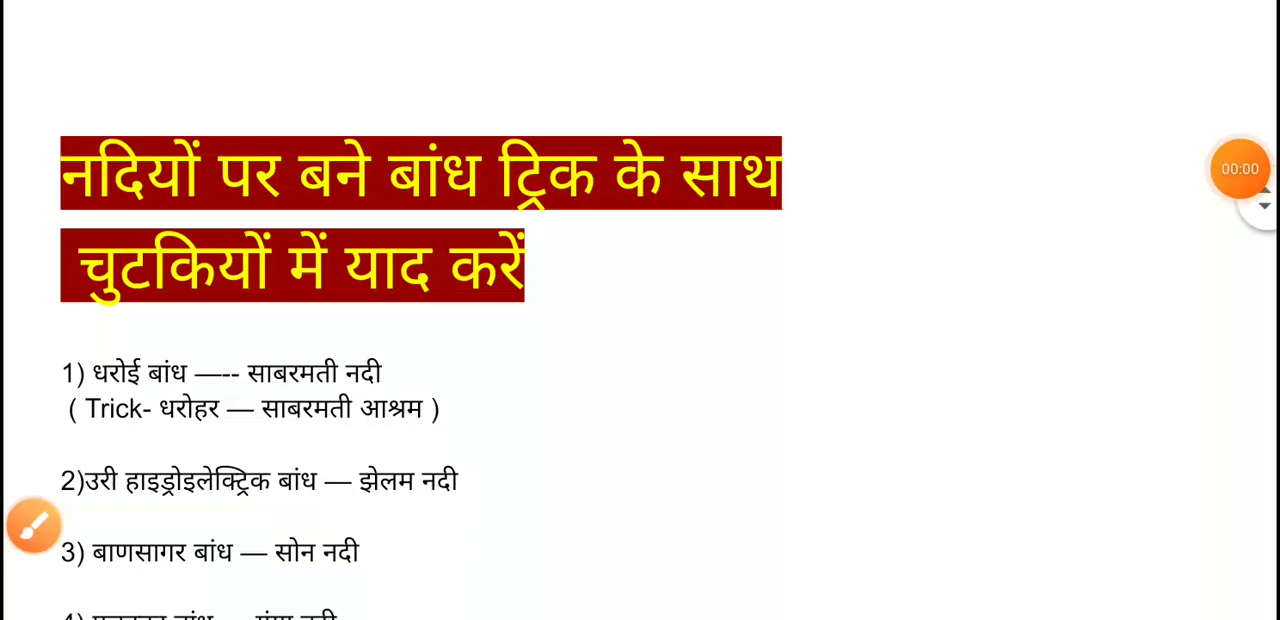 नदियों पर बने बांध ट्रिक के साथ
चुटकियों में याद करें
00:00
1) धरोई बांध —-- साबरमती नदी
( Trick- धरोहर — साबरमती आश्रम )
2)उरी हाइड्रोइलेक्ट्रिक बांध — झेलम नदी
3) बाणसागर बांध — सोन नदी